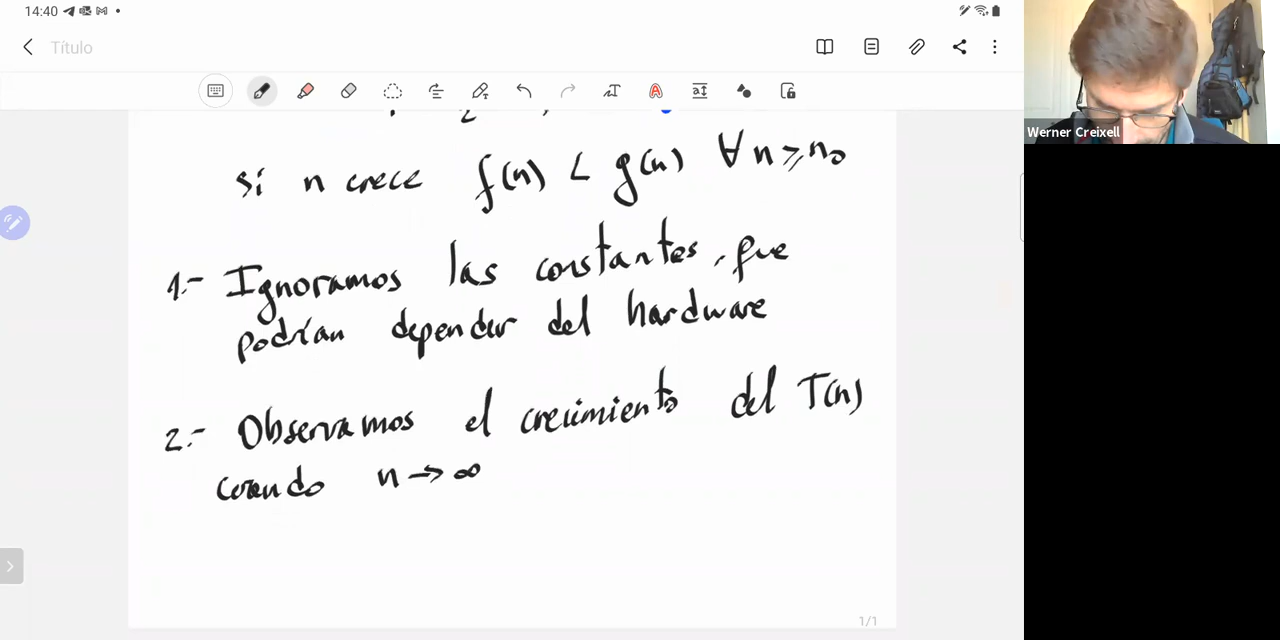 14:40
Título
Werner Creixell
si n crece f(n) < g(n) ∀ n ≥ n₀
1.- Ignoramos las constantes, que
podrían depender del hardware
2.- Observamos el crecimiento del T(n)
cuando n → ∞
1/1